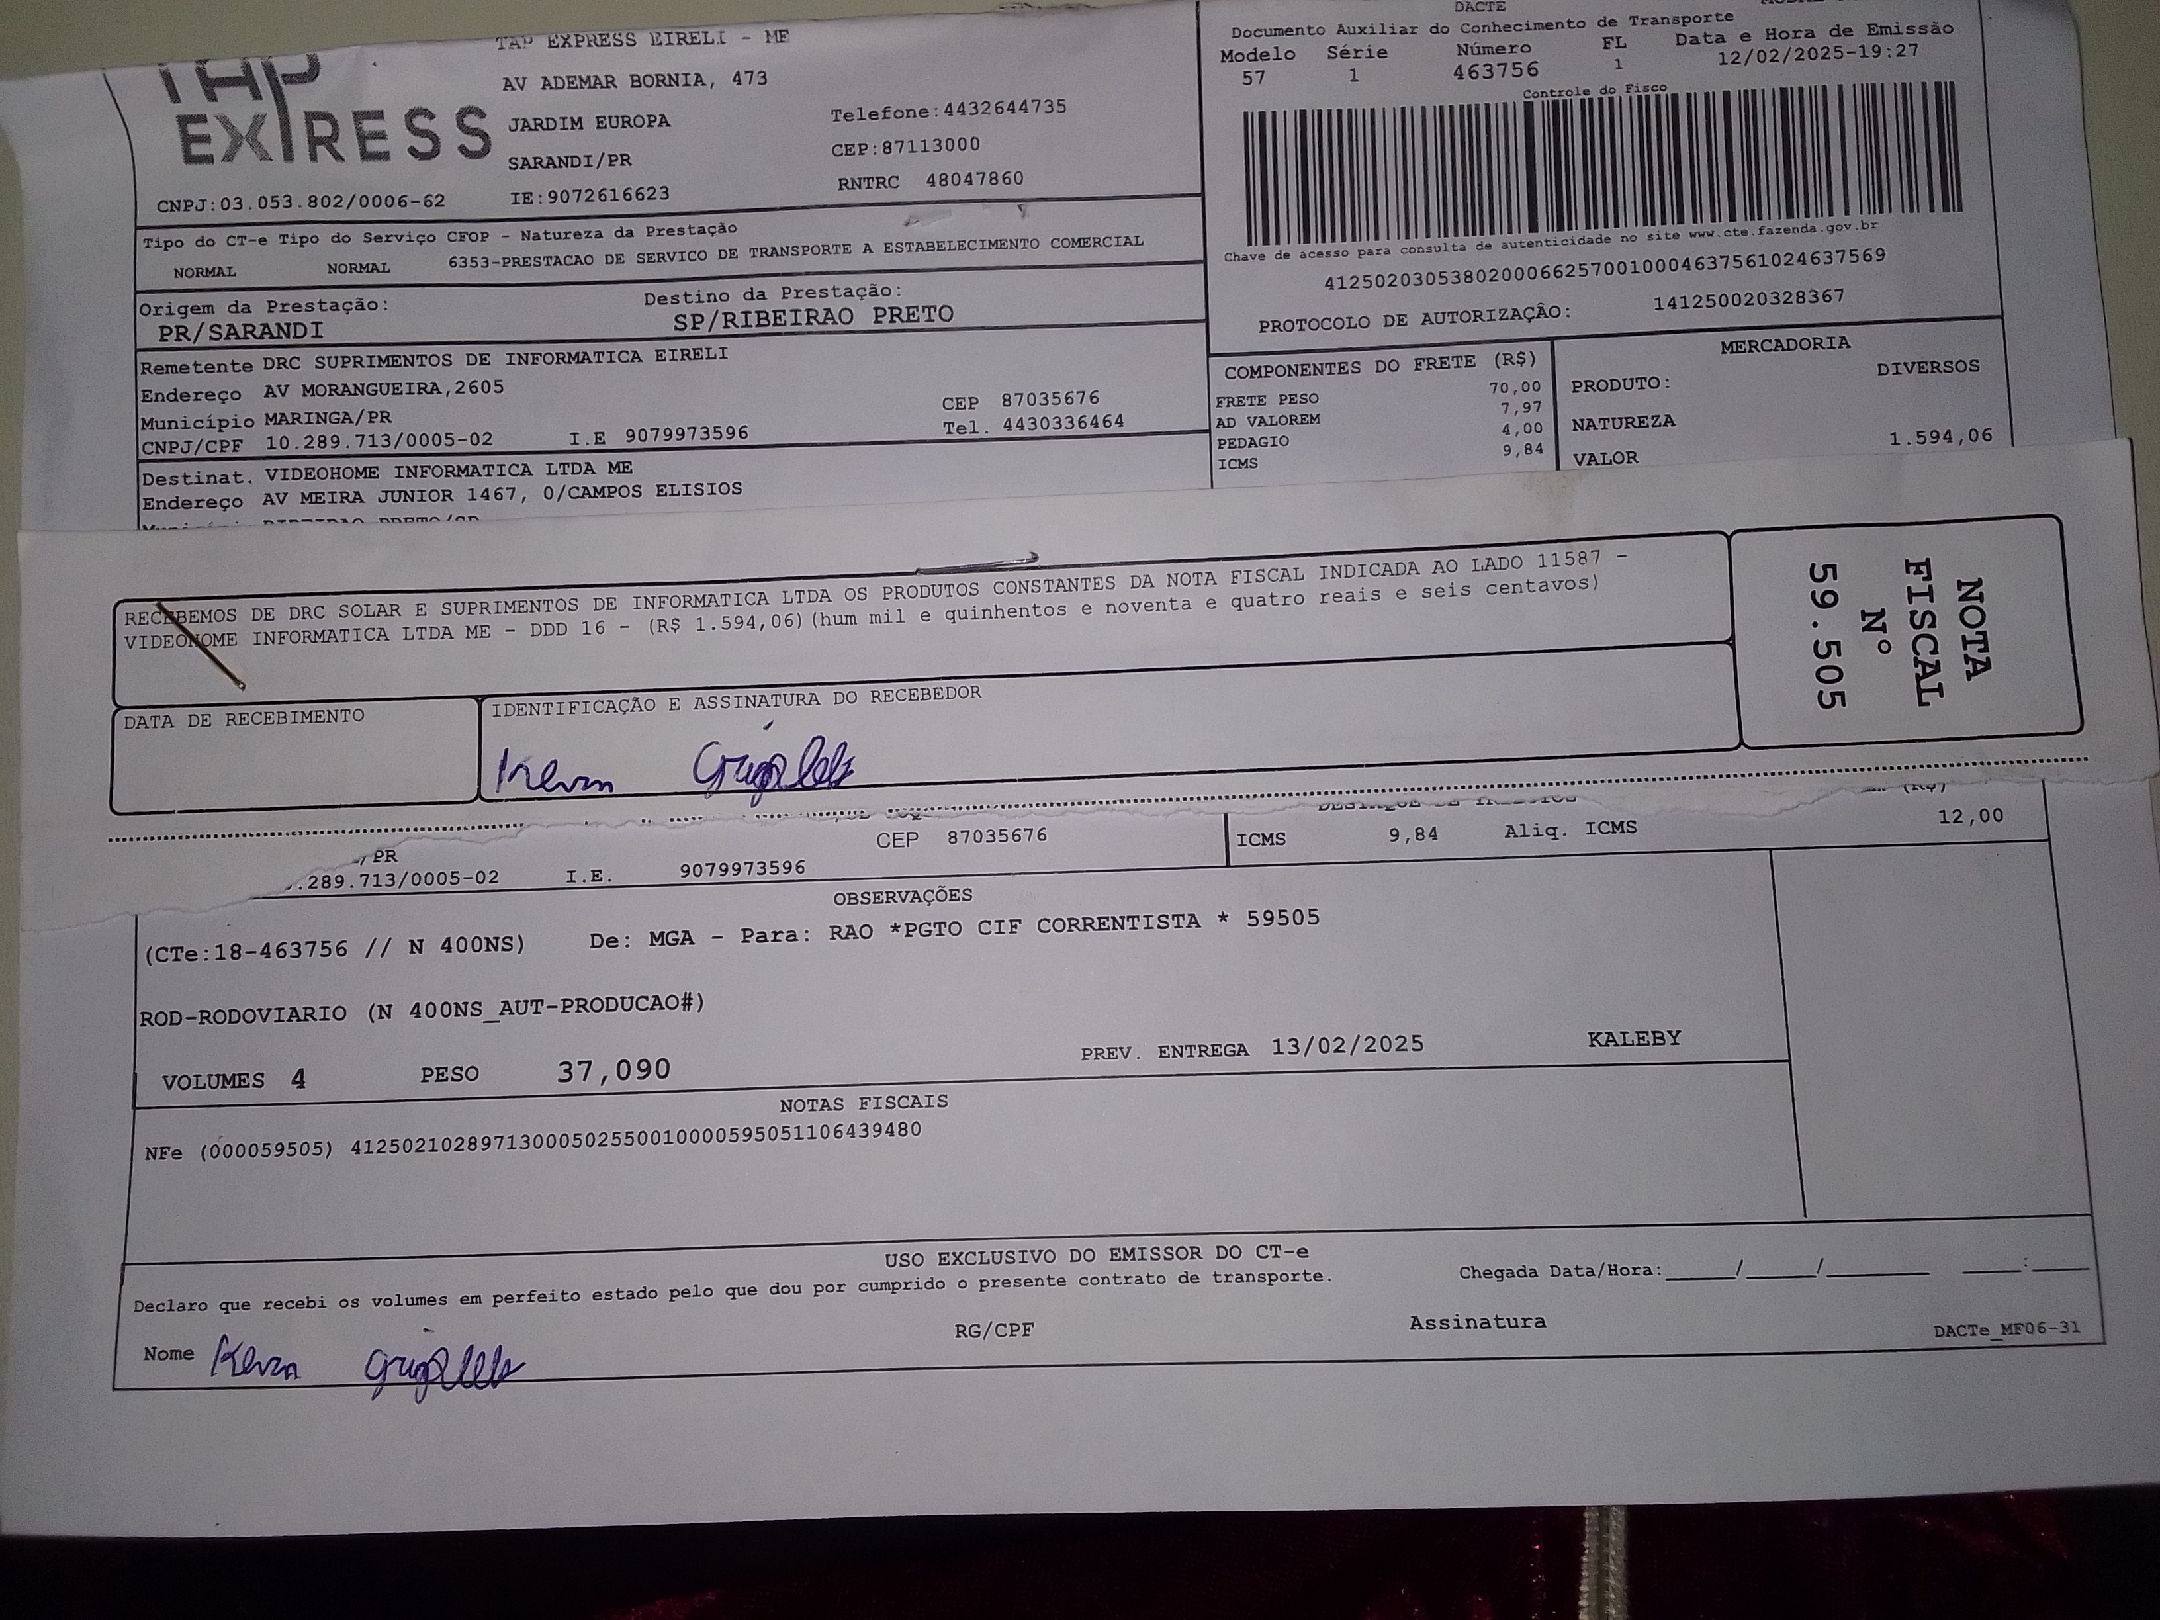 DACTE
Documento Auxiliar do Conhecimento de Transporte
Modelo Série Número FL Data e Hora de Emissão
57 1 463756 1 12/02/2025-19:27
Controle do Fisco
TAP EXPRESS EIRELI - ME
TAP
EXPRESS
AV ADEMAR BORNIA, 473
JARDIM EUROPA Telefone:4432644735
SARANDI/PR CEP:87113000
CNPJ:03.053.802/0006-62 IE:9072616623 RNTRC 48047860
Chave de acesso para consulta de autenticidade no site www.cte.fazenda.gov.br
41250203053802000662570010004637561024637569
PROTOCOLO DE AUTORIZAÇÂO: 141250020328367
Tipo do CT-e Tipo do Serviço CFOP - Natureza da Prestação
NORMAL NORMAL 6353-PRESTACAO DE SERVICO DE TRANSPORTE A ESTABELECIMENTO COMERCIAL
Origem da Prestação: Destino da Prestação:
PR/SARANDI SP/RIBEIRAO PRETO
Remetente DRC SUPRIMENTOS DE INFORMATICA EIRELI
Endereço AV MORANGUEIRA,2605
Município MARINGA/PR CEP 87035676
CNPJ/CPF 10.289.713/0005-02 I.E 9079973596 Tel. 4430336464
Destinat. VIDEOHOME INFORMATICA LTDA ME
Endereço AV MEIRA JUNIOR 1467, 0/CAMPOS ELISIOS
COMPONENTES DO FRETE (R$)
FRETE PESO 70,00
AD VALOREM 7,97
PEDAGIO 4,00
ICMS 9,84
MERCADORIA
PRODUTO: DIVERSOS
NATUREZA
VALOR 1.594,06
RECEBEMOS DE DRC SOLAR E SUPRIMENTOS DE INFORMATICA LTDA OS PRODUTOS CONSTANTES DA NOTA FISCAL INDICADA AO LADO 11587 -
VIDEOHOME INFORMATICA LTDA ME - DDD 16 - (R$ 1.594,06)(hum mil e quinhentos e noventa e quatro reais e seis centavos)
DATA DE RECEBIMENTO
IDENTIFICAÇÃO E ASSINATURA DO RECEBEDOR
Kevin
NOTA
FISCAL
Nº
59.505
/PR CEP 87035676
.289.713/0005-02 I.E. 9079973596
ICMS 9,84 Aliq. ICMS 12,00
OBSERVAÇÕES
(CTe:18-463756 // N 400NS) De: MGA - Para: RAO *PGTO CIF CORRENTISTA * 59505
ROD-RODOVIARIO (N 400NS_AUT-PRODUCAO#)
VOLUMES 4 PESO 37,090 PREV. ENTREGA 13/02/2025 KALEBY
NOTAS FISCAIS
NFe (000059505) 41250210289713000502550010000595051106439480
USO EXCLUSIVO DO EMISSOR DO CT-e
Declaro que recebi os volumes em perfeito estado pelo que dou por cumprido o presente contrato de transporte.
Chegada Data/Hora:_____/_____/________ ____:____
Nome Kevin RG/CPF Assinatura
DACTe_MF06-31